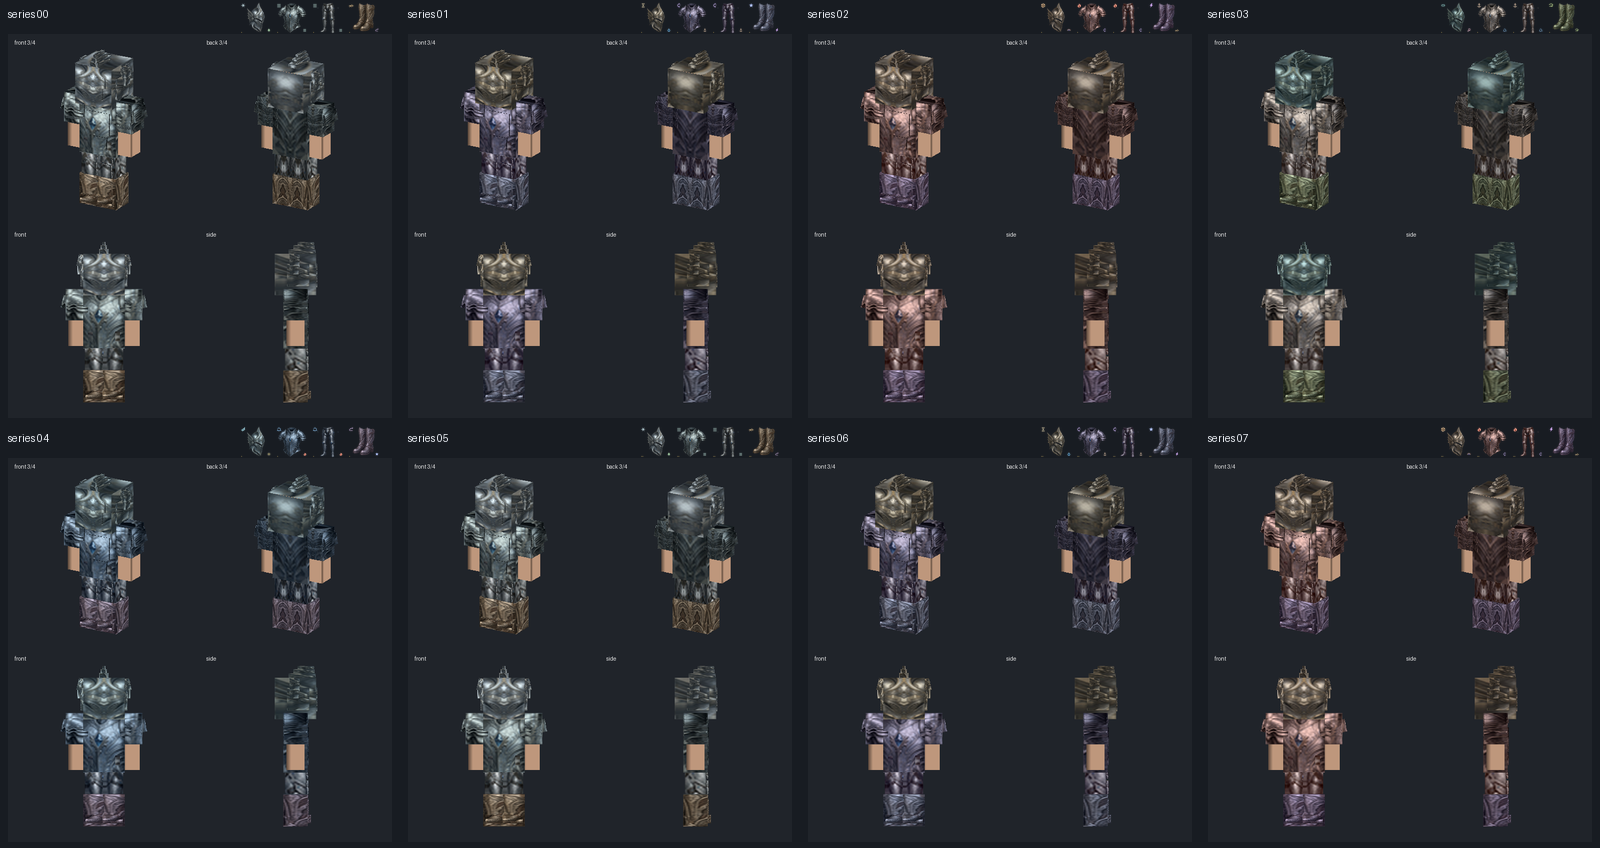 series00
front 3/4
back 3/4
front
side
series01
front 3/4
back 3/4
front
side
series02
front 3/4
back 3/4
front
side
series03
front 3/4
back 3/4
front
side
series04
front 3/4
back 3/4
front
side
series05
front 3/4
back 3/4
front
side
series06
front 3/4
back 3/4
front
side
series07
front 3/4
back 3/4
front
side